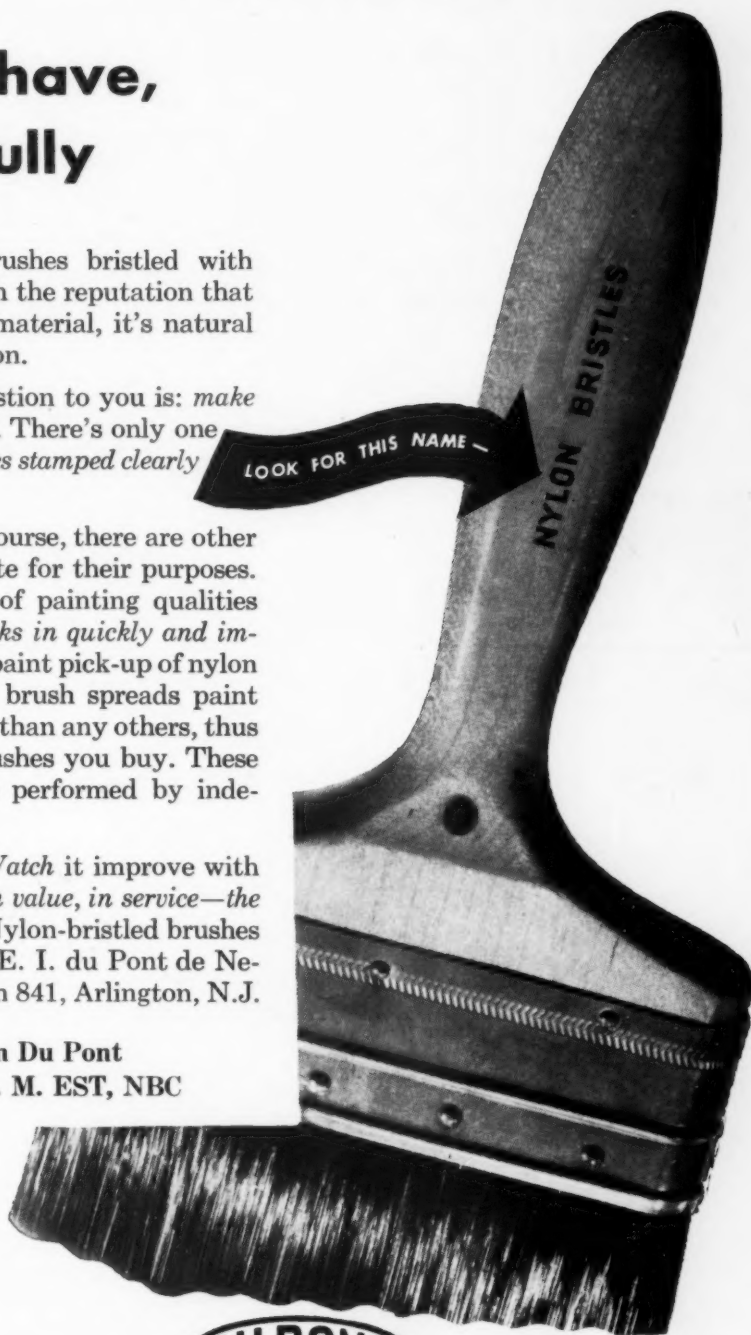 have,
ully
rushes bristled with
n the reputation that
material, it's natural
on.
stion to you is: make
. There's only one
es stamped clearly
LOOK FOR THIS NAME—
NYLON BRISTLES
ourse, there are other
te for their purposes.
of painting qualities
ks in quickly and im-
paint pick-up of nylon
brush spreads paint
than any others, thus
ushes you buy. These
performed by inde-
Watch it improve with
n value, in service—the
Nylon-bristled brushes
E. I. du Pont de Ne-
n 841, Arlington, N.J.
n Du Pont
. M. EST, NBC